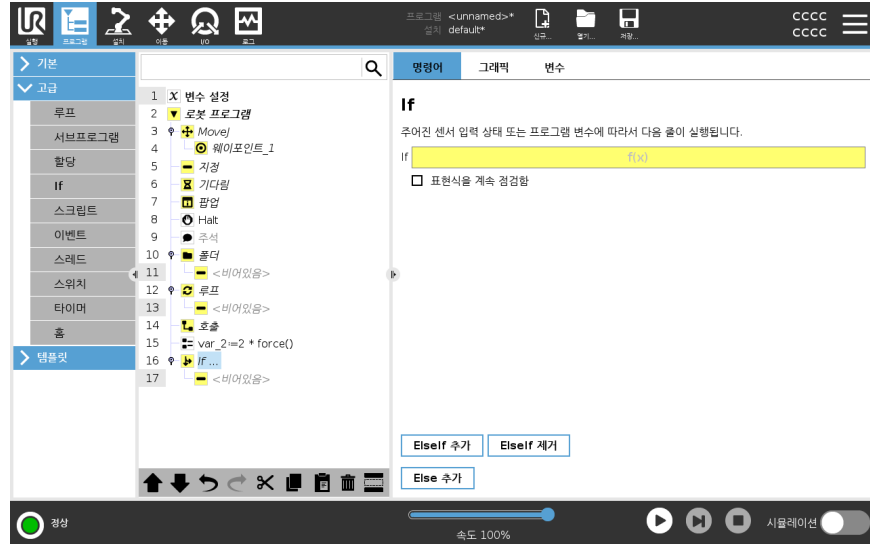 UR
실행
프로그램
설치
이동
I/O
로그
프로그램 <unnamed>*
설치 default*
신규...
열기...
저장...
cccc
cccc
기본
고급
루프
서브프로그램
할당
If
스크립트
이벤트
스레드
스위치
타이머
홈
템플릿
1 X 변수 설정
2 로봇 프로그램
3 MoveJ
4 웨이포인트_1
5 지정
6 기다림
7 팝업
8 Halt
9 주석
10 폴더
11 <비어있음>
12 루프
13 <비어있음>
14 호출
15 var_2:=2 * force()
16 If ...
17 <비어있음>
명령어
그래픽
변수
If
주어진 센서 입력 상태 또는 프로그램 변수에 따라서 다음 줄이 실행됩니다.
If f(x)
표현식을 계속 점검함
ElseIf 추가
ElseIf 제거
Else 추가
정상
속도 100%
시뮬레이션